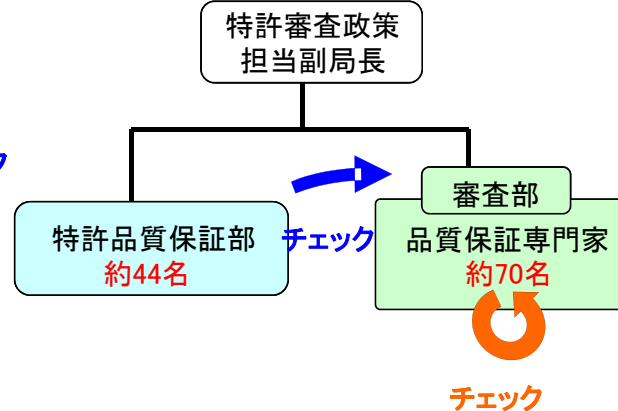 特許審査政策
担当副局長
ク
審査部
特許品質保証部
約44名
チェック
品質保証専門家
約70名
チェック